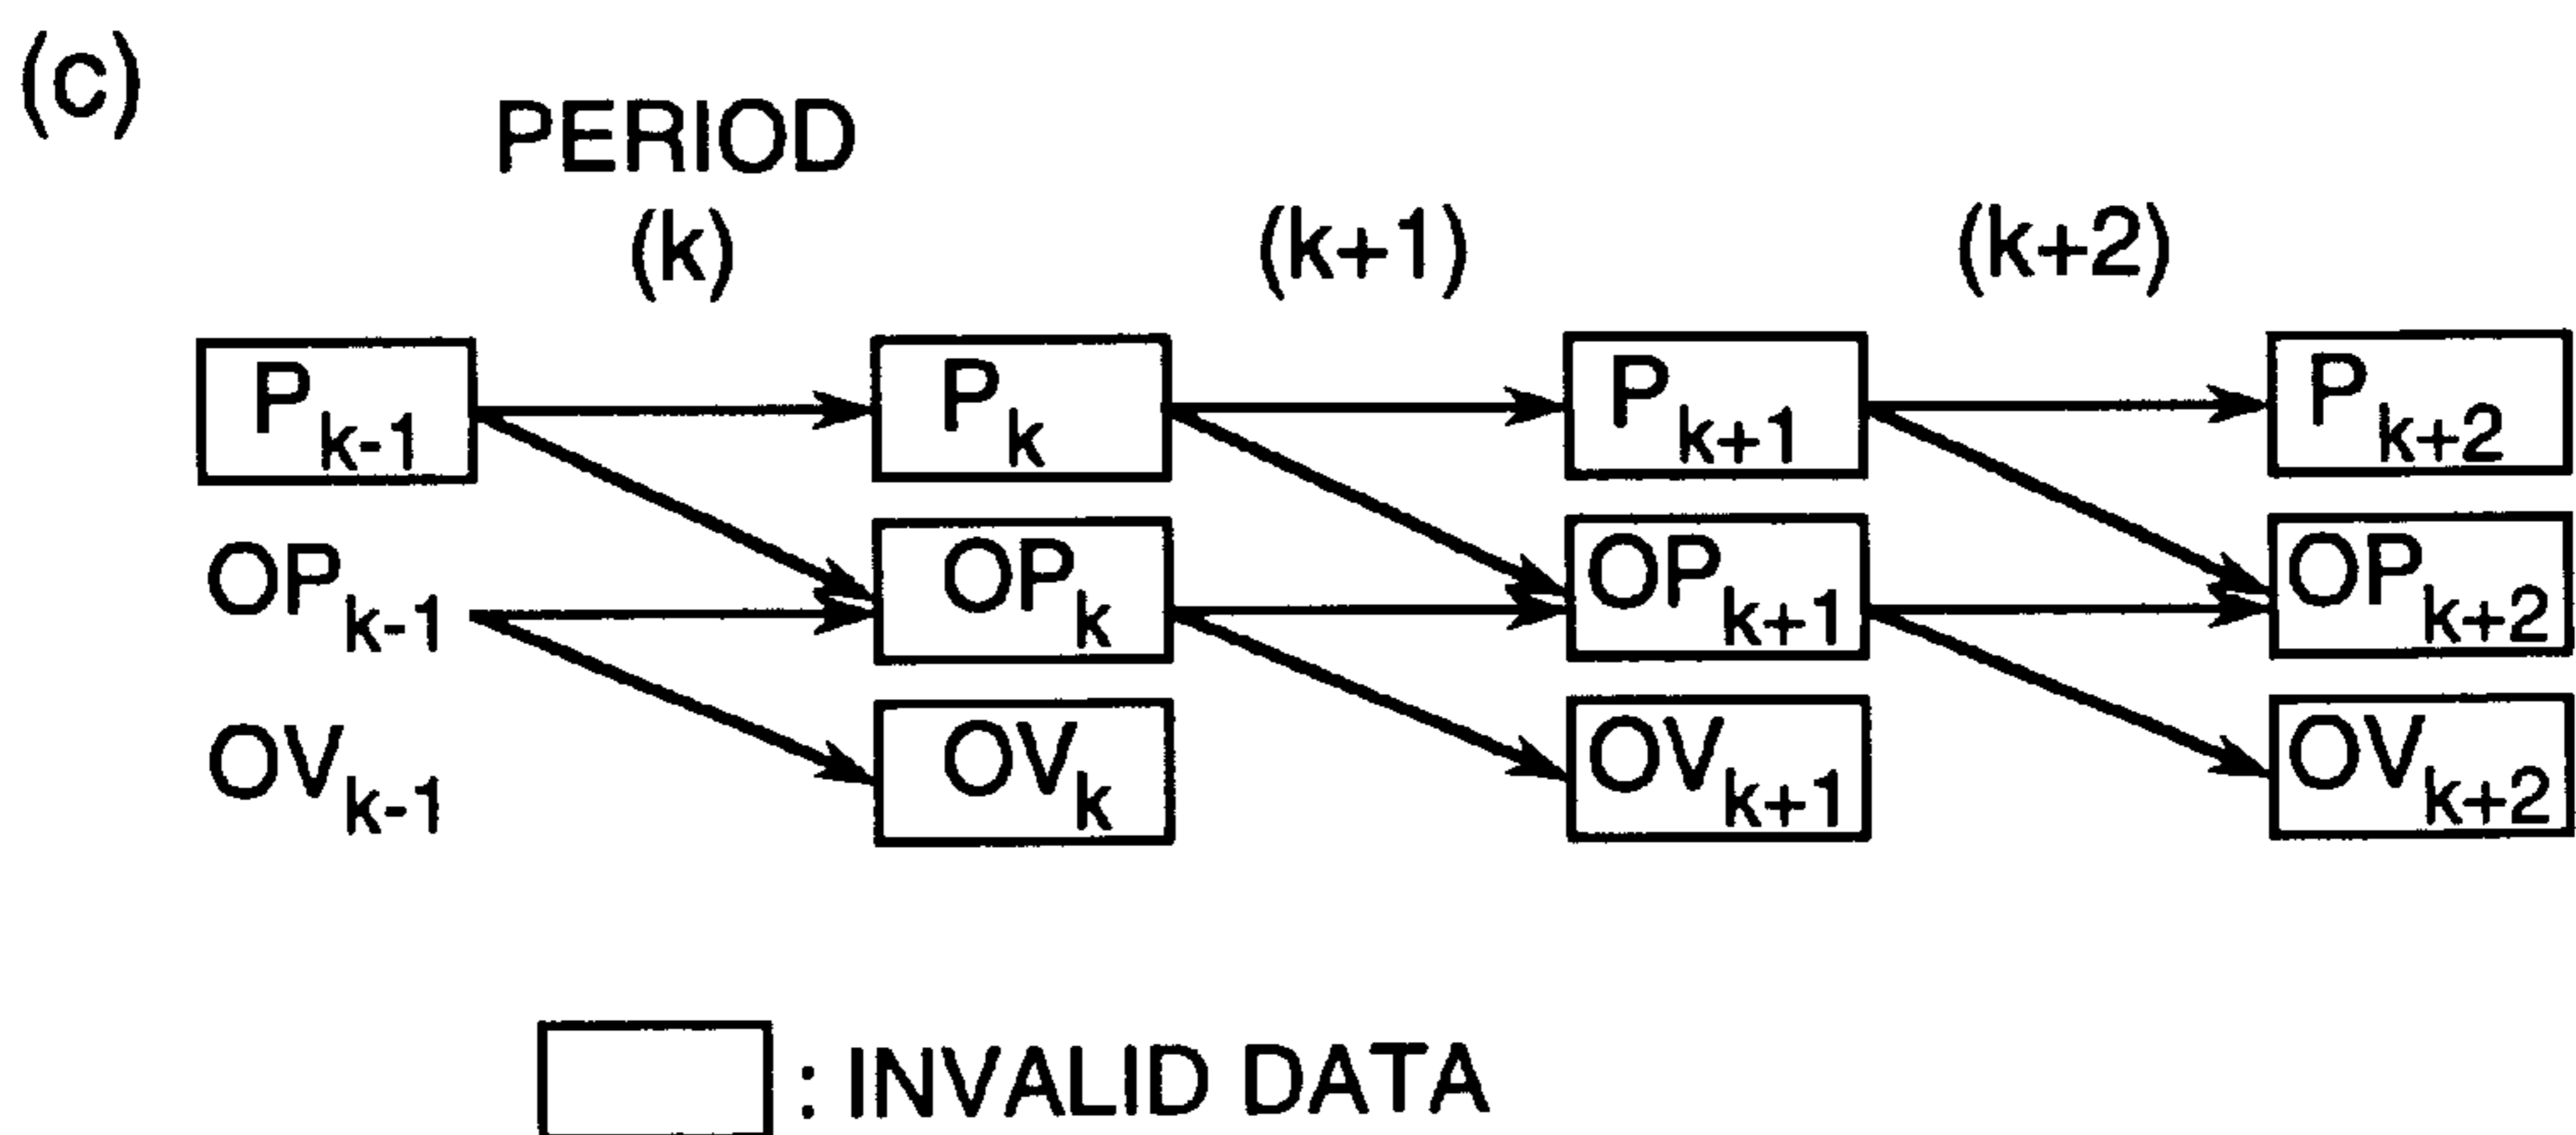 (c)
PERIOD
(k) (k+1) (k+2)
P k-1 P k P k+1 P k+2
OP k-1 OP k OP k+1 OP k+2
OV k-1 OV k OV k+1 OV k+2
: INVALID DATA